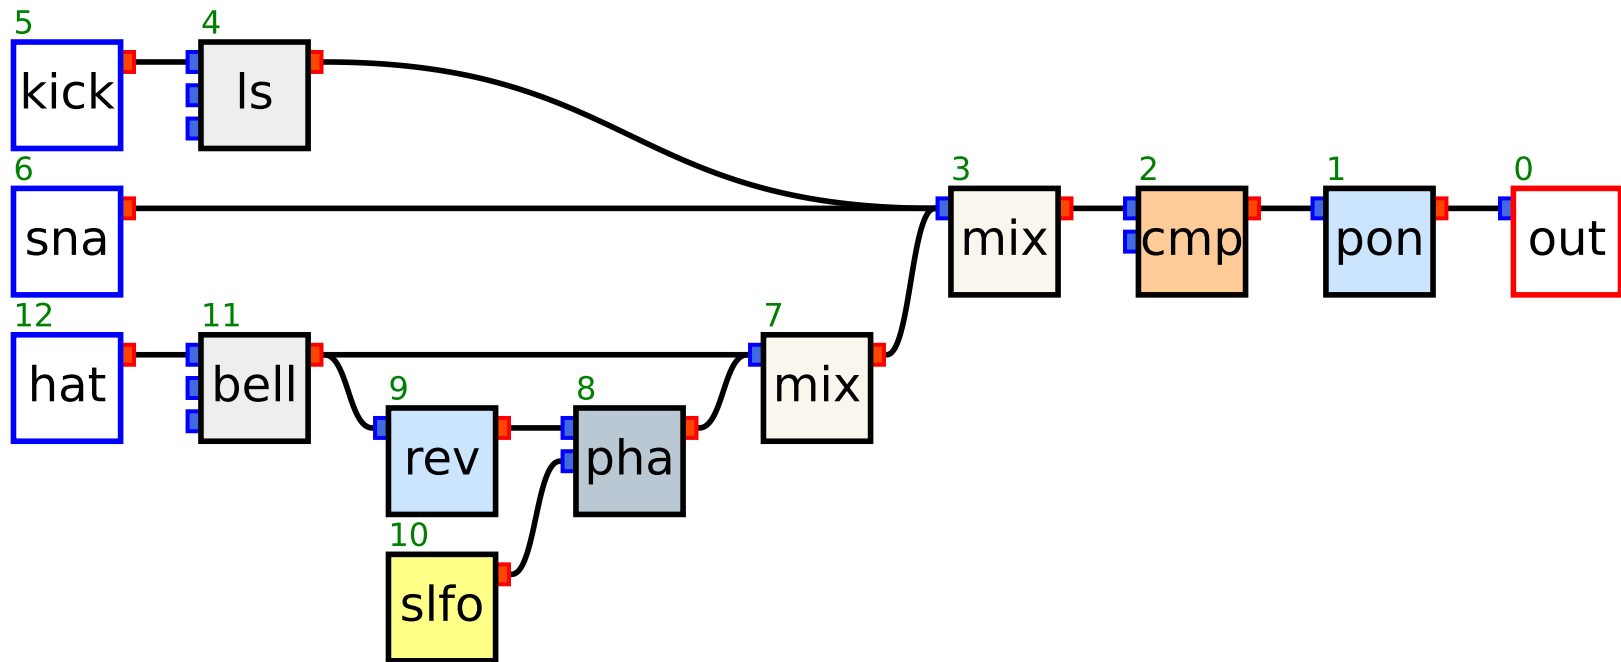 5 4
kick ls
6 3 2 1 0
sna mix cmp pon out
12 11 7
hat bell mix
9 8
rev pha
10
slfo